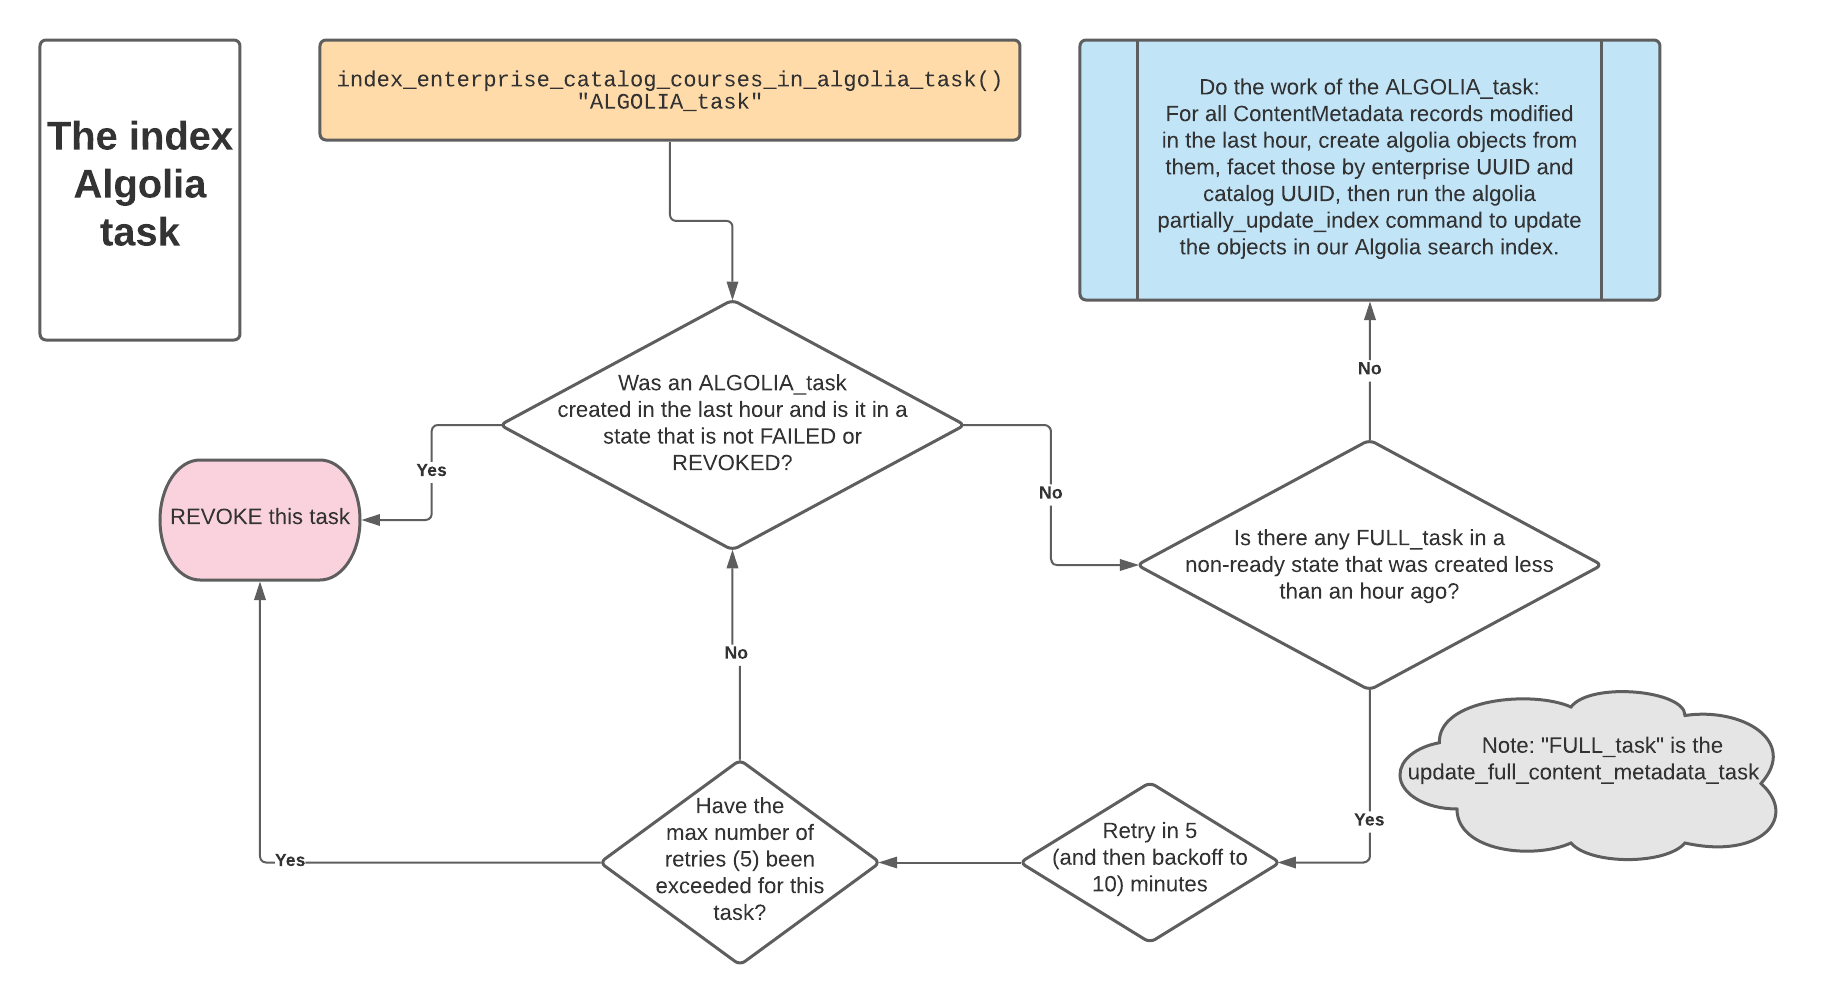 The index
Algolia
task
index_enterprise_catalog_courses_in_algolia_task()
"ALGOLIA_task"
Do the work of the ALGOLIA_task:
For all ContentMetadata records modified
in the last hour, create algolia objects from
them, facet those by enterprise UUID and
catalog UUID, then run the algolia
partially_update_index command to update
the objects in our Algolia search index.
No
Was an ALGOLIA_task
created in the last hour and is it in a
state that is not FAILED or
REVOKED?
Yes
No
REVOKE this task
Is there any FULL_task in a
non-ready state that was created less
than an hour ago?
No
Note: "FULL_task" is the
update_full_content_metadata_task
Yes
Have the
max number of
retries (5) been
exceeded for this
task?
Retry in 5
(and then backoff to
10) minutes
Yes